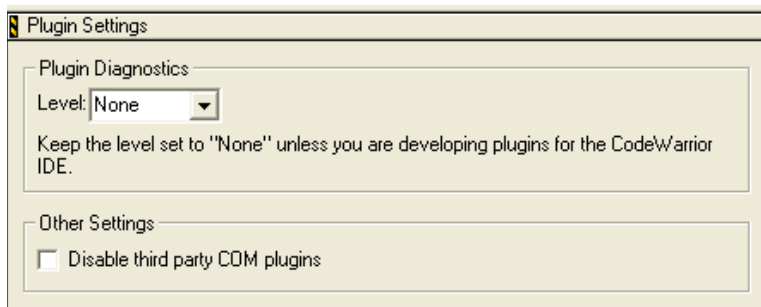 Plugin Settings
Plugin Diagnostics
Level: None
Keep the level set to "None" unless you are developing plugins for the CodeWarrior
IDE.
Other Settings
Disable third party COM plugins